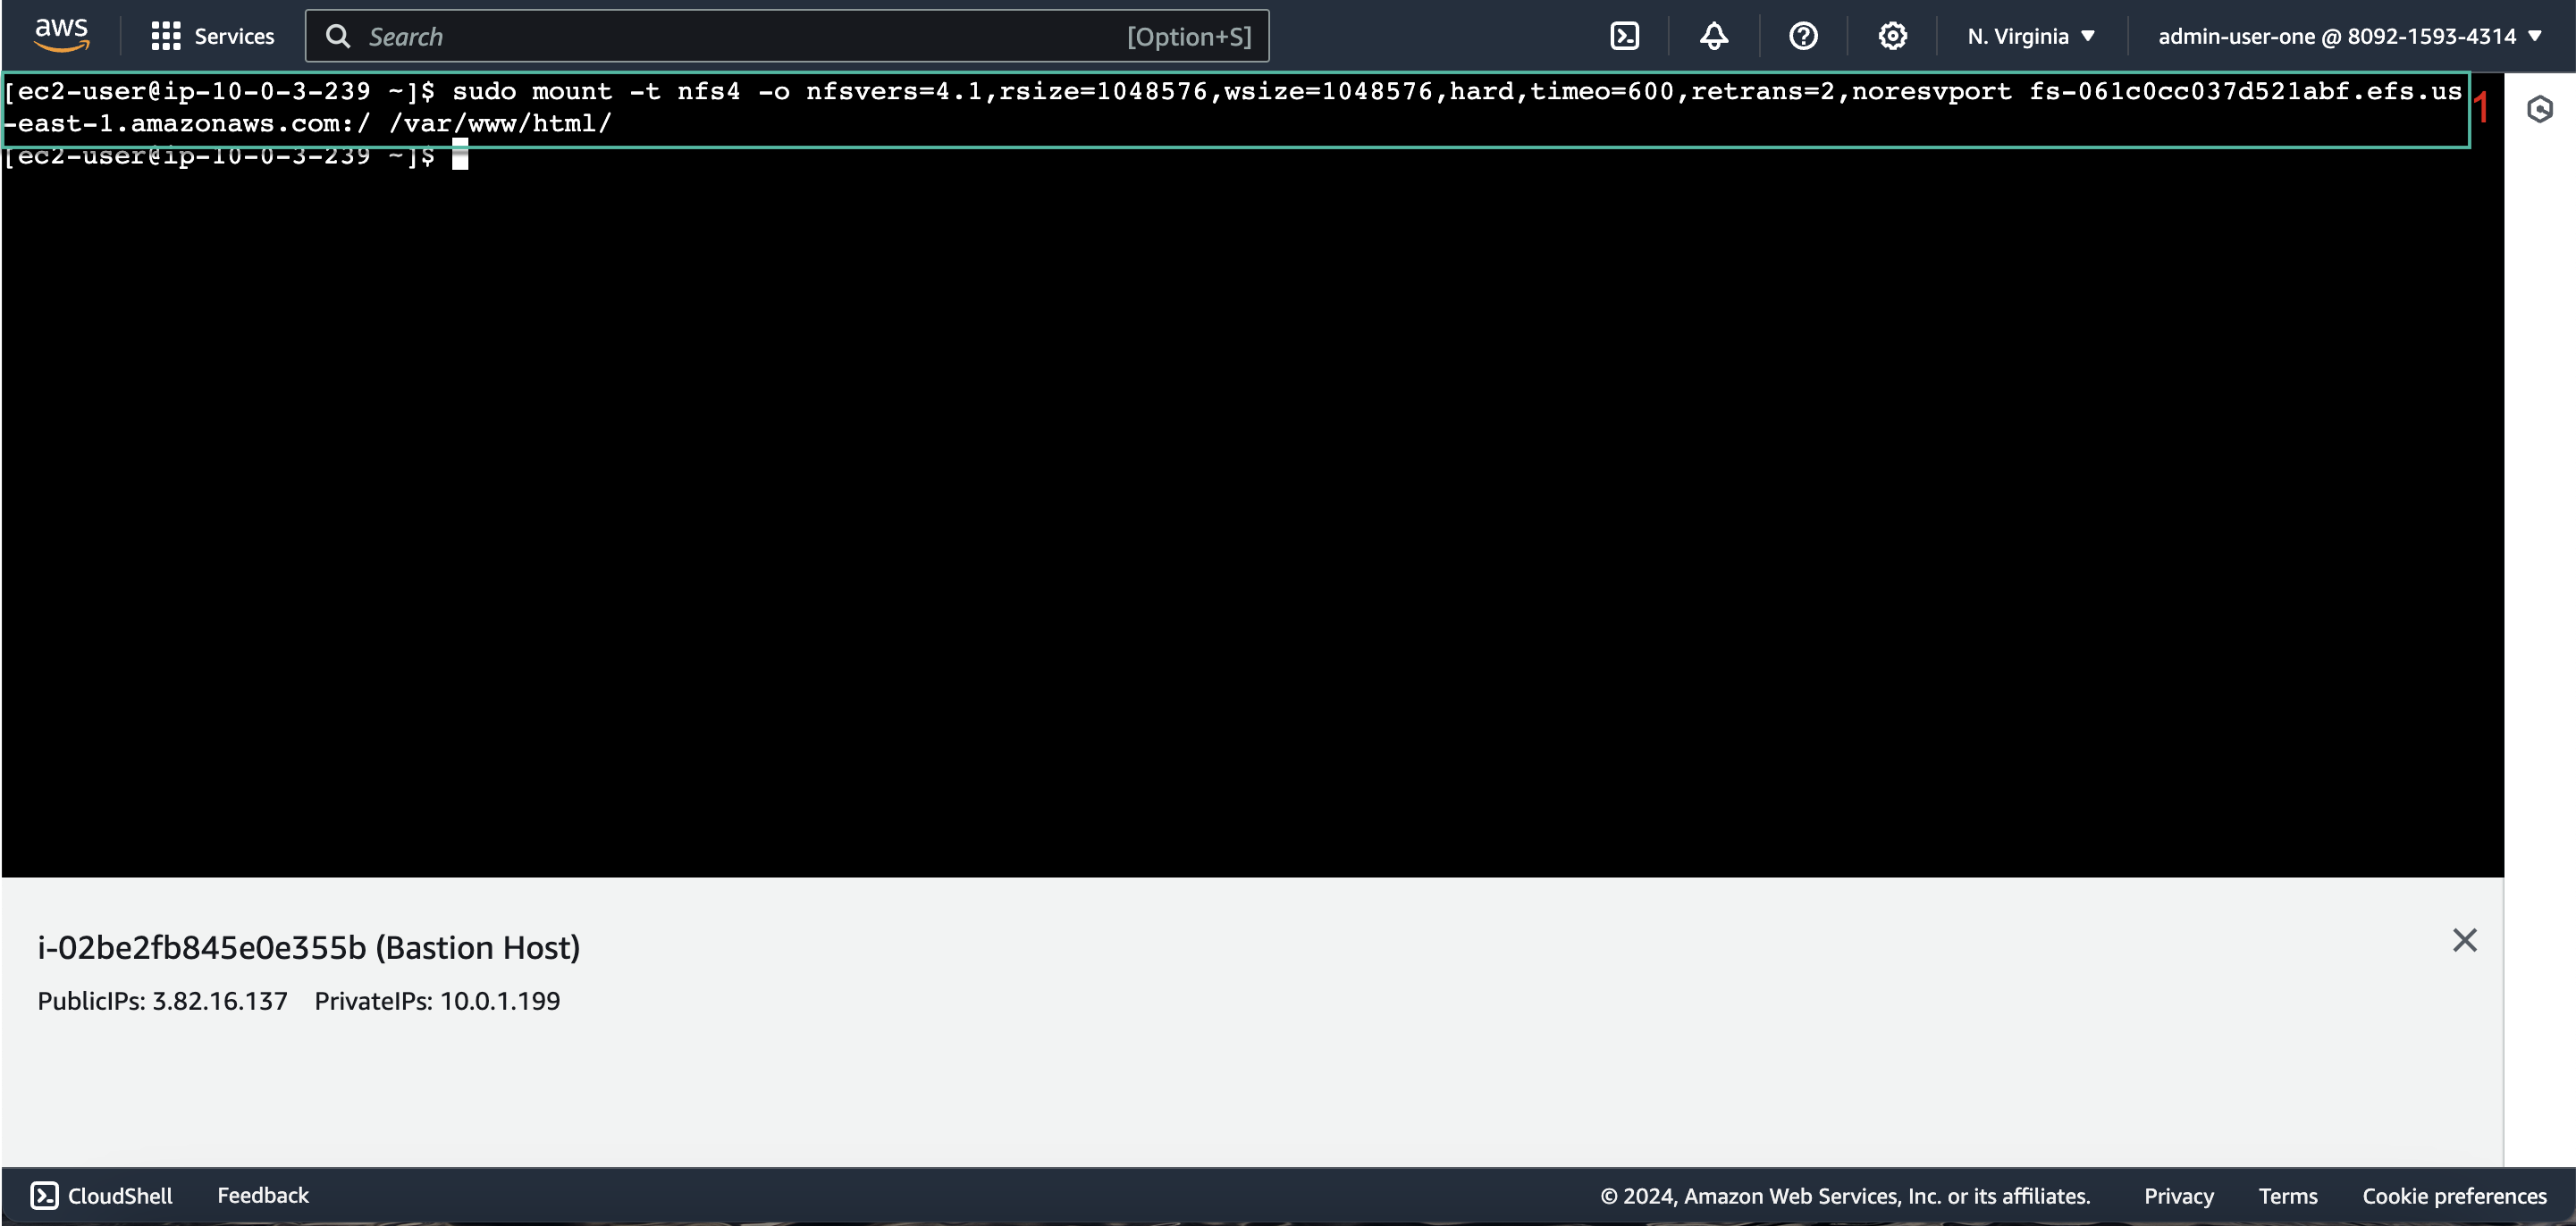 aws Services Search [Option+S] N. Virginia admin-user-one @ 8092-1593-4314
[ec2-user@ip-10-0-3-239 ~]$ sudo mount -t nfs4 -o nfsvers=4.1,rsize=1048576,wsize=1048576,hard,timeo=600,retrans=2,noresvport fs-061c0cc037d521abf.efs.us 1
-east-1.amazonaws.com:/ /var/www/html/
[ec2-user@ip-10-0-3-239 ~]$
i-02be2fb845e0e355b (Bastion Host)
PublicIPs: 3.82.16.137 PrivateIPs: 10.0.1.199
CloudShell Feedback © 2024, Amazon Web Services, Inc. or its affiliates. Privacy Terms Cookie preferences